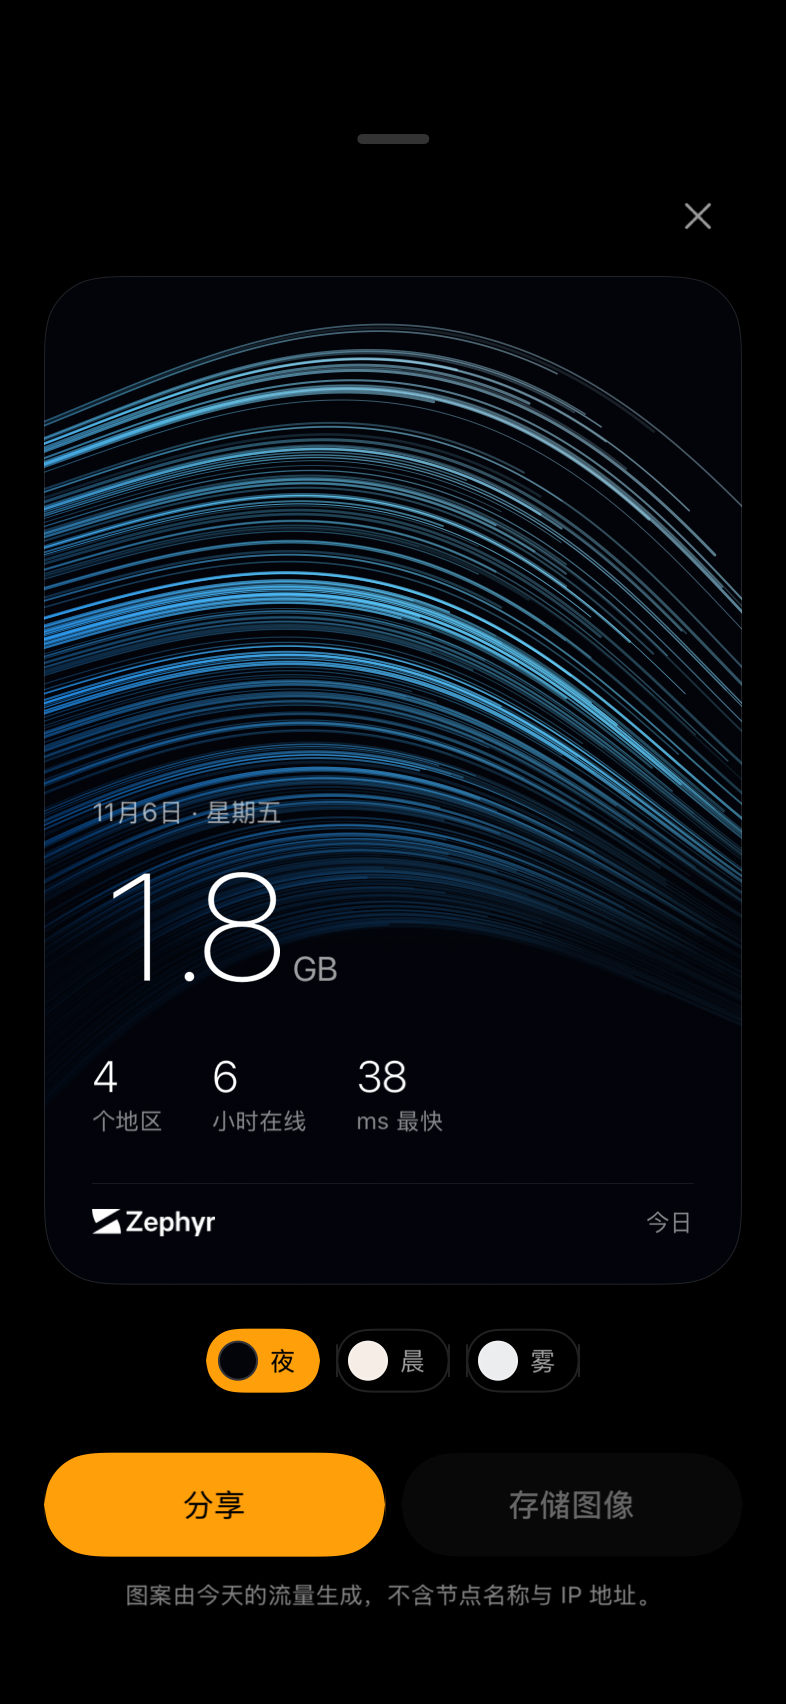 11月6日 · 星期五
1.8 GB
4 6 38
个地区 小时在线 ms 最快
Zephyr 今日
夜 晨 雾
分享 存储图像
图案由今天的流量生成，不含节点名称与 IP 地址。